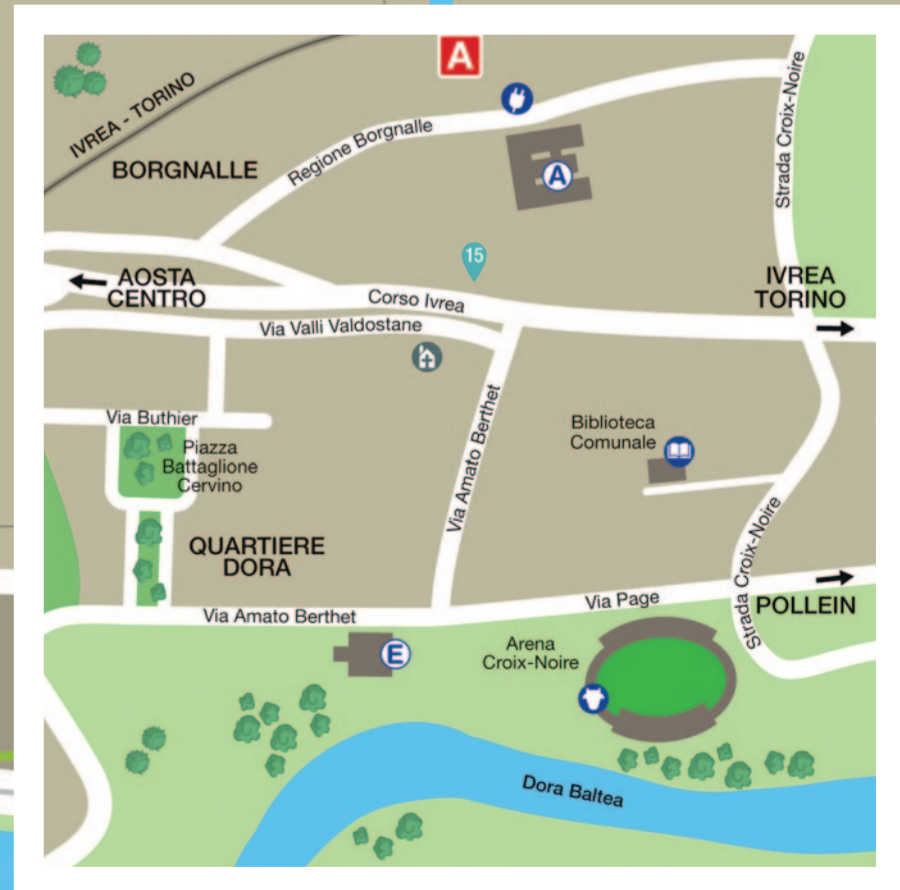 A
IVREA - TORINO
BORGNALLE
Regione Borgnalle
A
Strada Croix-Noire
15
AOSTA
CENTRO
Corso Ivrea
IVREA
TORINO
Via Valli Valdostane
Via Buthier
Piazza
Battaglione
Cervino
Via Amato Berthet
Biblioteca
Comunale
QUARTIERE
DORA
Strada Croix-Noire
Via Amato Berthet
Via Page
POLLEIN
E
Arena
Croix-Noire
Dora Baltea